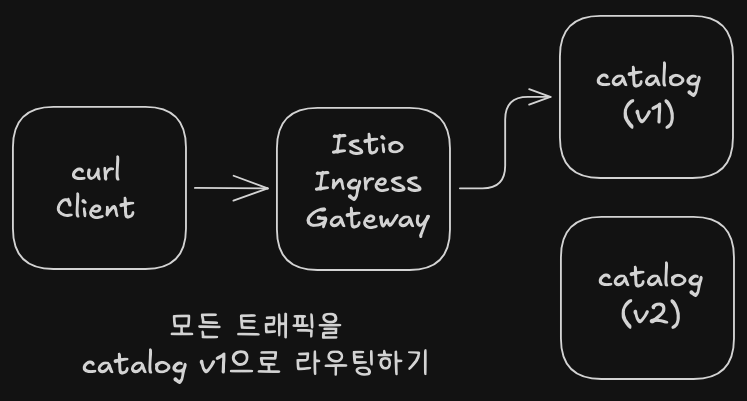 curl
Client
Istio
Ingress
Gateway
catalog
(v1)
catalog
(v2)
모든 트래픽을
catalog v1으로 라우팅하기